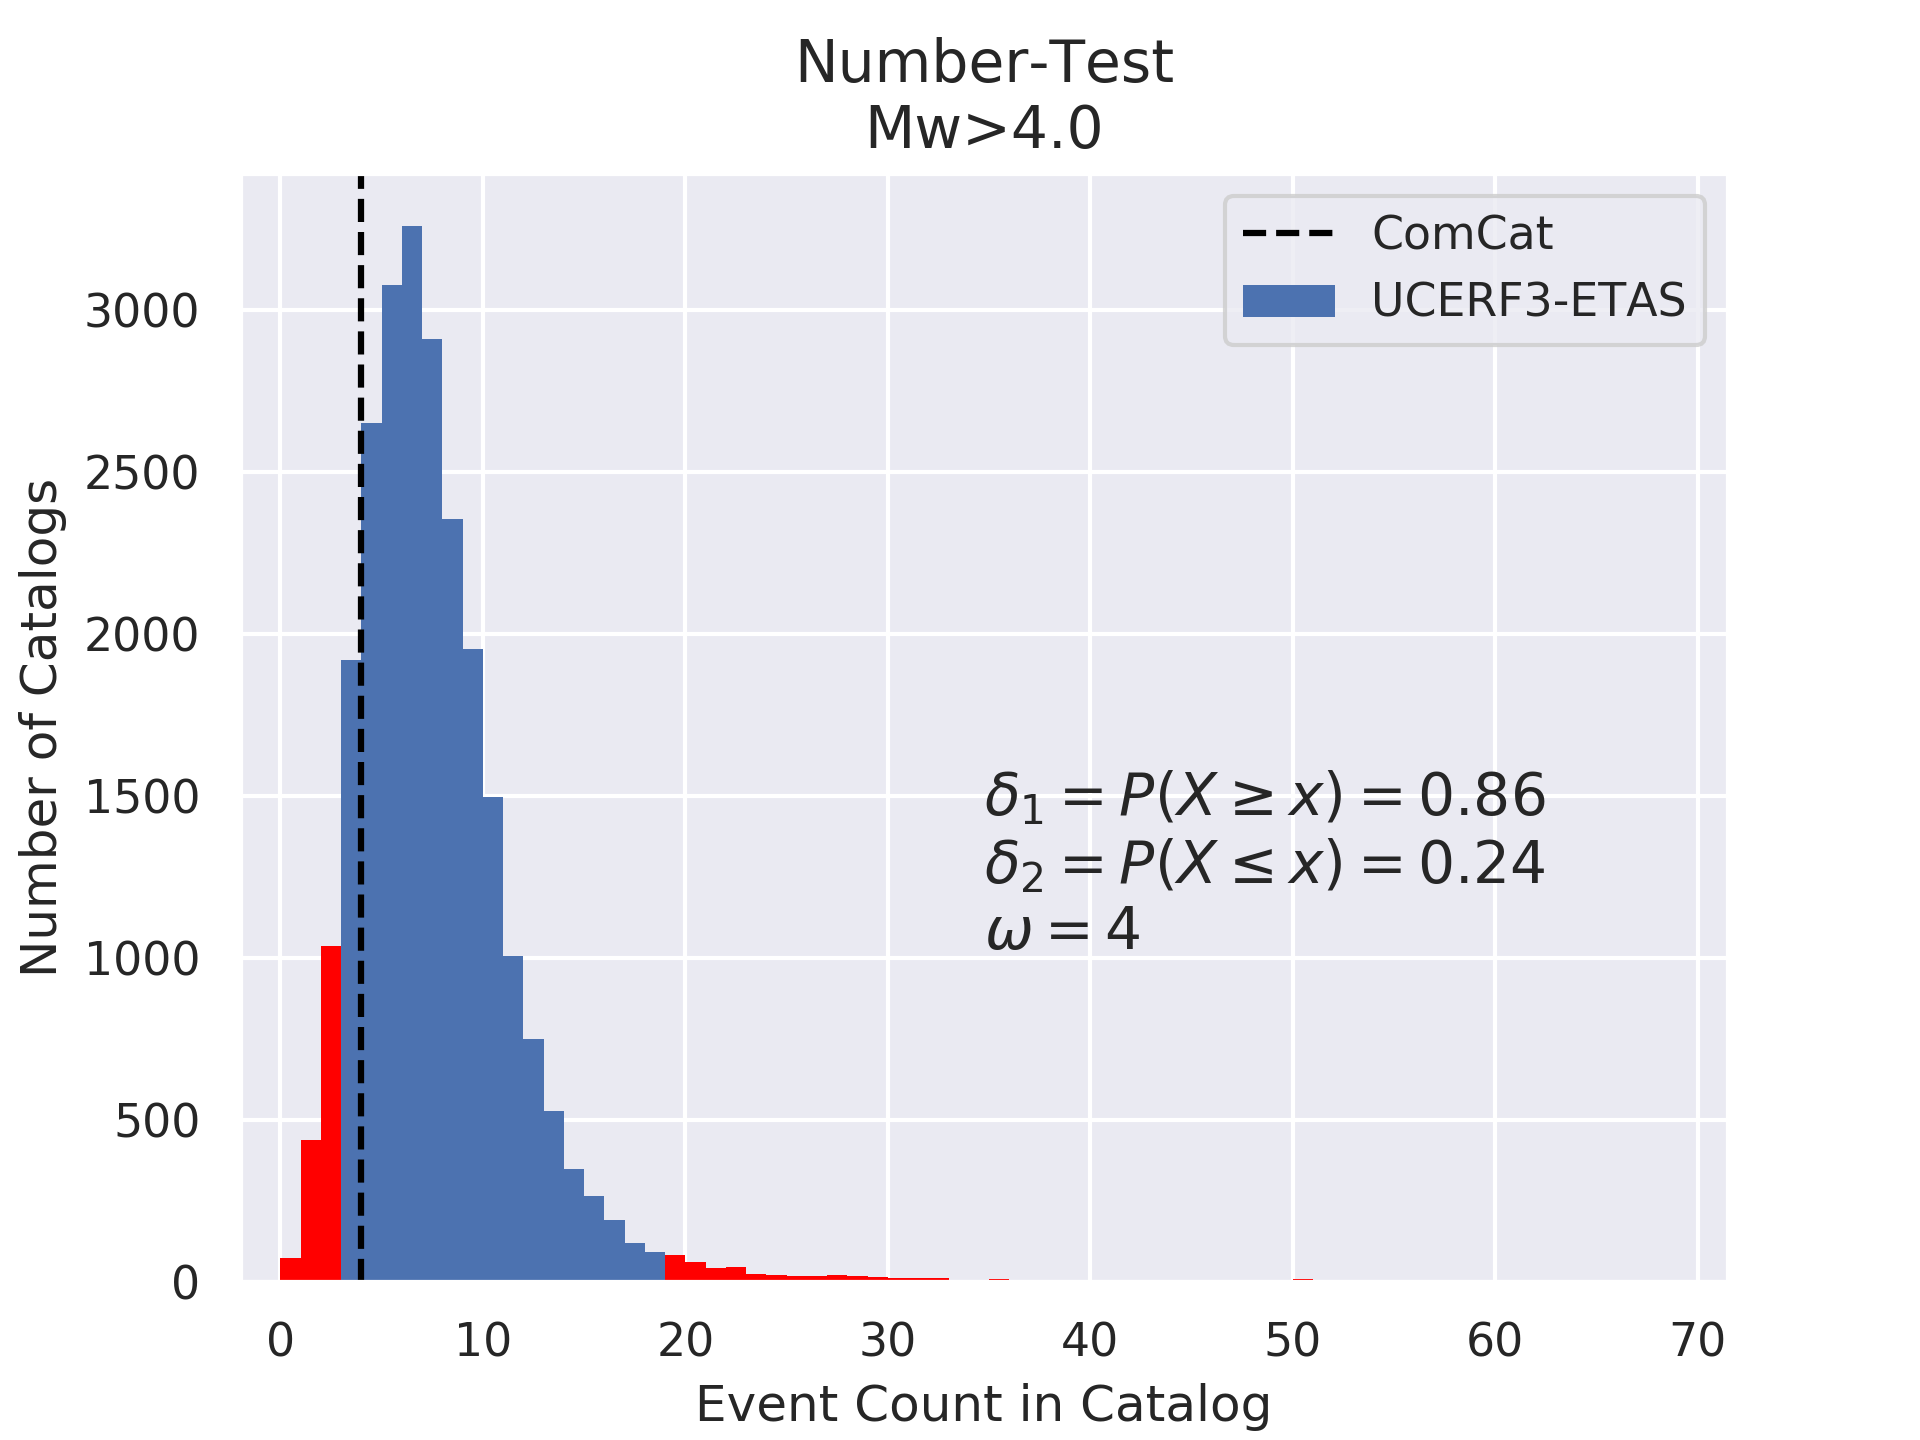 Number-Test
Mw>4.0
ComCat
UCERF3-ETAS
3000
2500
2000
1500
1000
500
0
Number of Catalogs
δ₁ = P(X ≥ x) = 0.86
δ₂ = P(X ≤ x) = 0.24
ω = 4
0 10 20 30 40 50 60 70
Event Count in Catalog